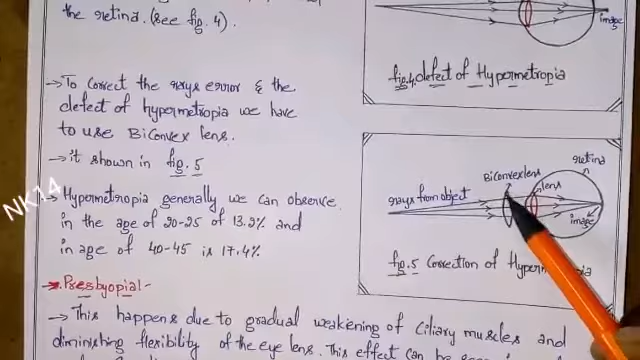 the retina. (see fig. 4)
image
fig.4. defect of Hypermetropia
→ To correct the rays error & the
defect of hypermetropia we have
to use Biconvex lens.
→ it shown in fig. 5
→ Hypermetropia generally we can observe
in the age of 20-25 of 13.2% and
in age of 40-45 is 17.4%
retina
Biconvex lens
lens
rays from object
image
fig. 5 Correction of Hypermetropia
→ Presbyopia:-
→ This happens due to gradual weakening of Ciliary muscles and
diminishing flexibility of the eye lens. This effect can be
NK14